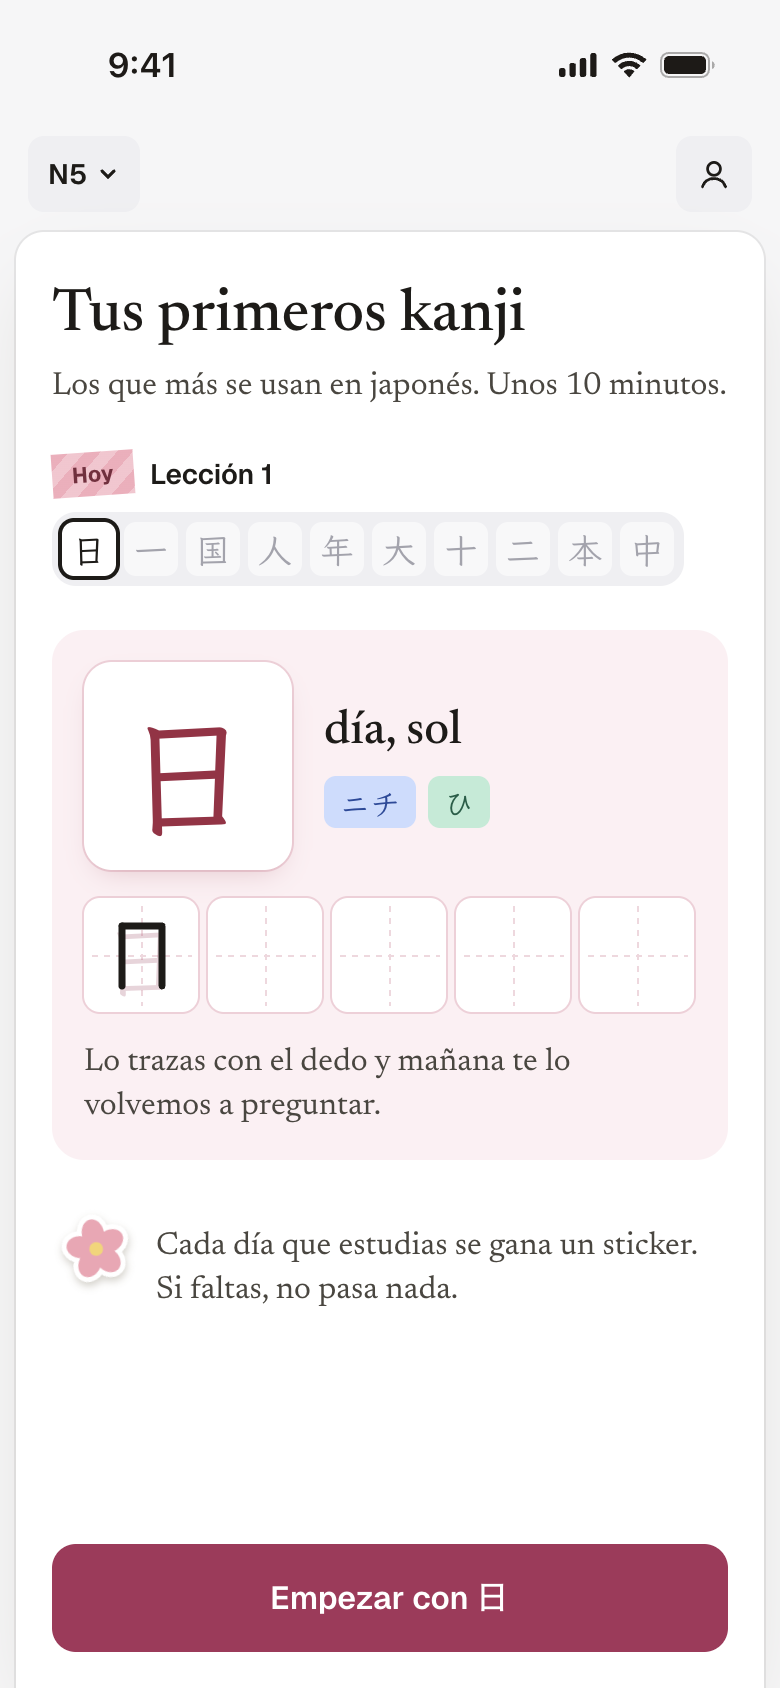 9:41
N5
Tus primeros kanji
Los que más se usan en japonés. Unos 10 minutos.
Hoy Lección 1
日 一 国 人 年 大 十 二 本 中
日
día, sol
ニチ ひ
日
Lo trazas con el dedo y mañana te lo
volvemos a preguntar.
Cada día que estudias se gana un sticker.
Si faltas, no pasa nada.
Empezar con 日